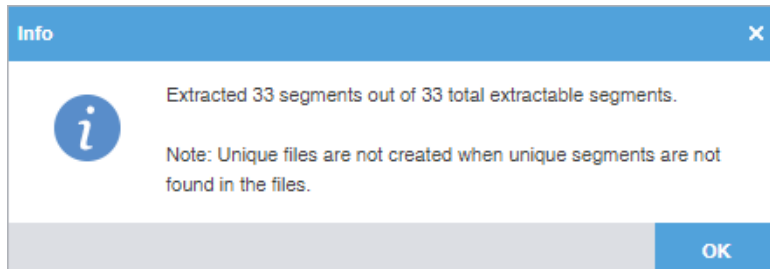 Info
Extracted 33 segments out of 33 total extractable segments.
Note: Unique files are not created when unique segments are not
found in the files.
OK